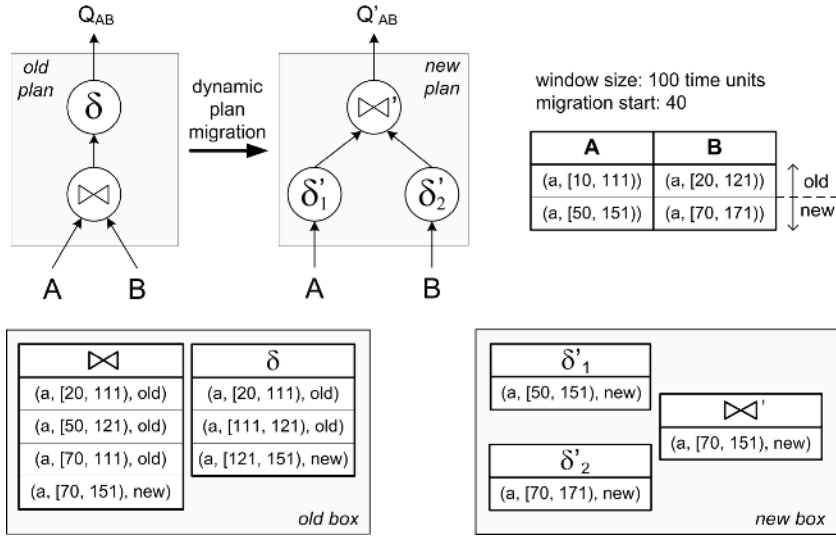 Q_AB
old plan
δ
⋈
A B
dynamic plan migration
Q'_AB
new plan
⋈'
δ'_1 δ'_2
A B
window size: 100 time units
migration start: 40
A B
(a, [10, 111)) (a, [20, 121)) old
(a, [50, 151)) (a, [70, 171)) new
⋈ δ
(a, [20, 111), old) (a, [20, 111), old)
(a, [50, 121), old) (a, [111, 121), old)
(a, [70, 111), old) (a, [121, 151), new)
(a, [70, 151), new)
old box
δ'_1
(a, [50, 151), new)
⋈'
(a, [70, 151), new)
δ'_2
(a, [70, 171), new)
new box